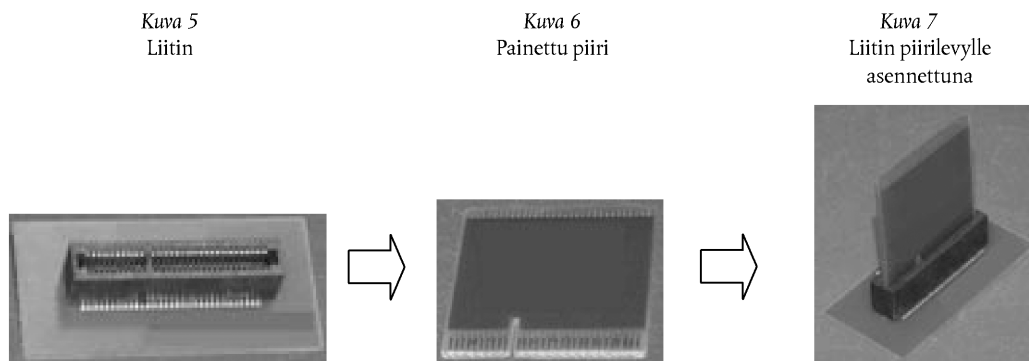 Kuva 5
Liitin
Kuva 6
Painettu piiri
Kuva 7
Liitin piirilevylle
asennettuna